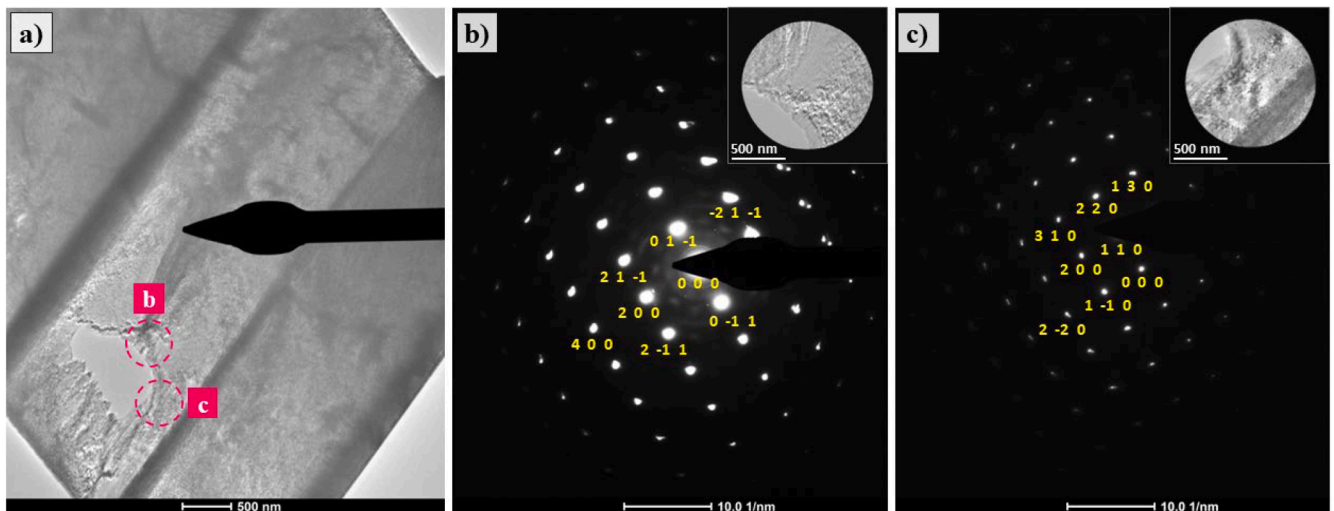 a)
b
c
500 nm
b)
500 nm
-2 1 -1
0 1 -1
2 1 -1
0 0 0
2 0 0
0 -1 1
4 0 0
2 -1 1
10.0 1/nm
c)
500 nm
1 3 0
2 2 0
3 1 0
1 1 0
2 0 0
0 0 0
1 -1 0
2 -2 0
10.0 1/nm